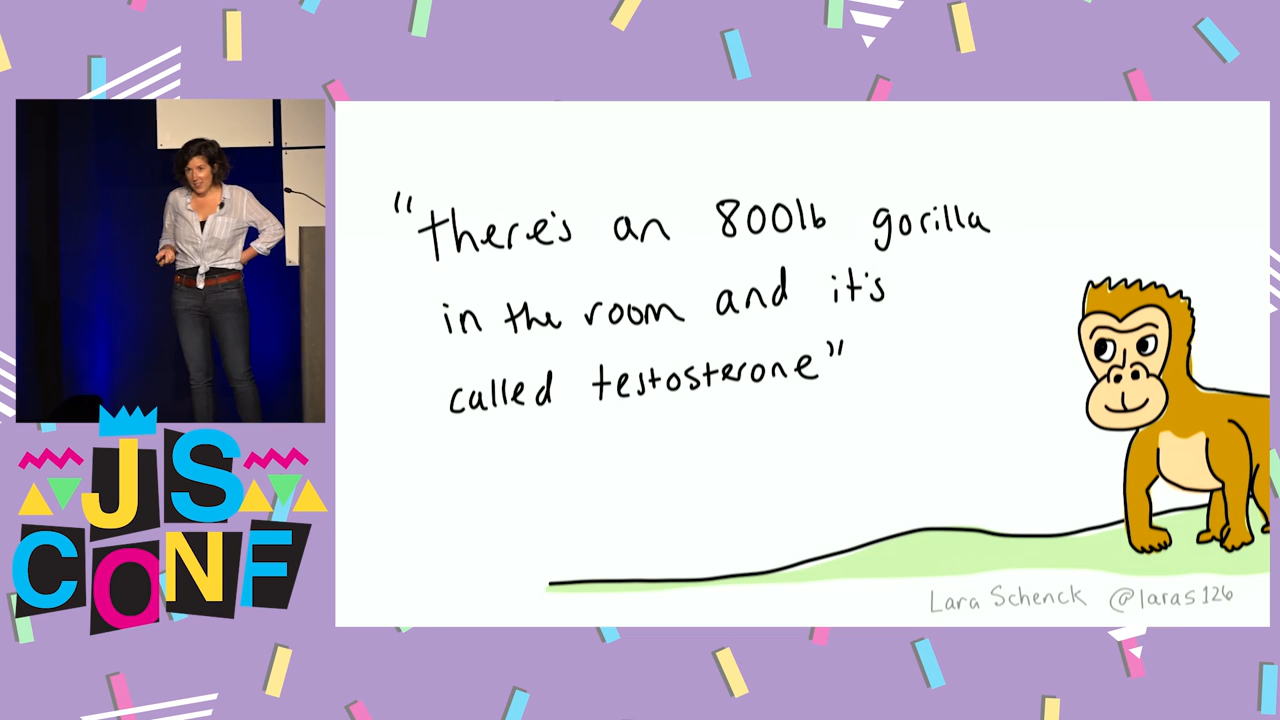 "there's an 800lb gorilla
in the room and it's
called testosterone"
Lara Schenck @laras126
JS
CONF